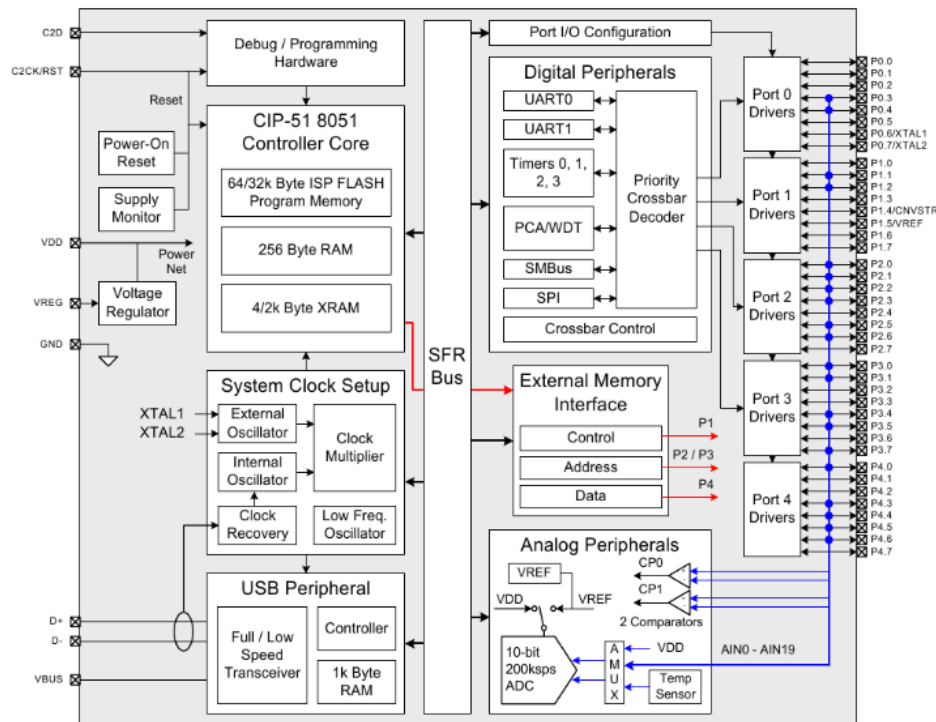 C2D
C2CK/RST
VDD
VREG
GND
D+
D-
VBUS
Debug / Programming
Hardware
Reset
Power-On
Reset
Supply
Monitor
Power
Net
Voltage
Regulator
CIP-51 8051
Controller Core
64/32k Byte ISP FLASH
Program Memory
256 Byte RAM
4/2k Byte XRAM
System Clock Setup
XTAL1
XTAL2
External
Oscillator
Internal
Oscillator
Clock
Recovery
Clock
Multiplier
Low Freq.
Oscillator
USB Peripheral
Full / Low
Speed
Transceiver
Controller
1k Byte
RAM
SFR
Bus
Port I/O Configuration
Digital Peripherals
UART0
UART1
Timers 0, 1,
2, 3
PCA/WDT
SMBus
SPI
Priority
Crossbar
Decoder
Crossbar Control
External Memory
Interface
Control
Address
Data
P1
P2 / P3
P4
Analog Peripherals
VREF
VDD
VREF
10-bit
200ksps
ADC
A
M
U
X
CP0
+
-
CP1
+
-
2 Comparators
VDD
Temp
Sensor
AIN0 - AIN19
Port 0
Drivers
Port 1
Drivers
Port 2
Drivers
Port 3
Drivers
Port 4
Drivers
P0.0
P0.1
P0.2
P0.3
P0.4
P0.5
P0.6/XTAL1
P0.7/XTAL2
P1.0
P1.1
P1.2
P1.3
P1.4/CNVSTR
P1.5/VREF
P1.6
P1.7
P2.0
P2.1
P2.2
P2.3
P2.4
P2.5
P2.6
P2.7
P3.0
P3.1
P3.2
P3.3
P3.4
P3.5
P3.6
P3.7
P4.0
P4.1
P4.2
P4.3
P4.4
P4.5
P4.6
P4.7